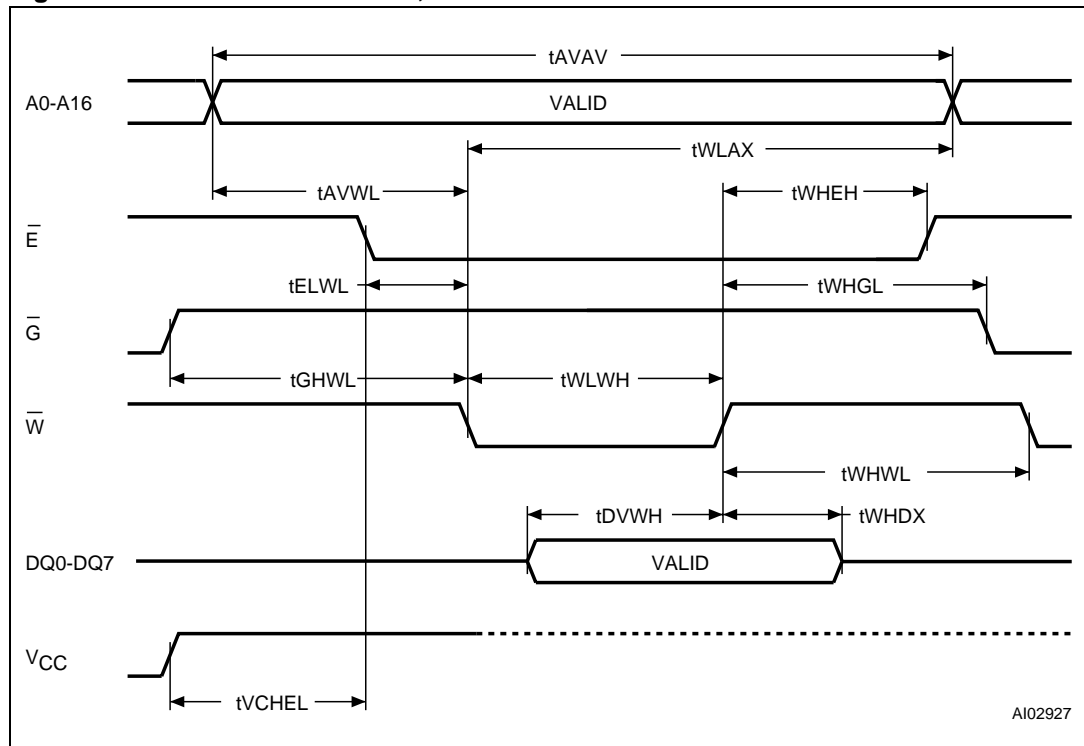 tAVAV
A0-A16
VALID
tWLAX
tAVWL
tWHEH
E
tELWL
tWHGL
G
tGHWL
tWLWH
W
tWHWL
tDVWH
tWHDX
DQ0-DQ7
VALID
VCC
tVCHEL
AI02927